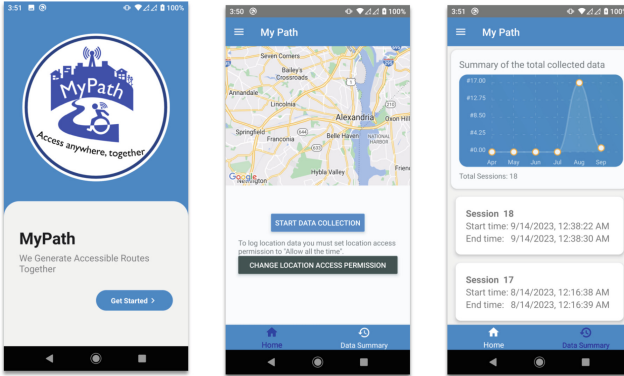 3:51
100%
MyPath
Access anywhere, together
MyPath
We Generate Accessible Routes
Together
Get Started >
3:50
100%
My Path
Seven Corners
Bailey's
Crossroads
Annandale
Lincolnia
Alexandria
Oxon Hill
Springfield
Franconia
644
Belle Haven
NATIONAL
HARBOR
Hybla Valley
Google
Newington
START DATA COLLECTION
To log location data you must set location access
permission to "Allow all the time".
CHANGE LOCATION ACCESS PERMISSION
Home
Data Summary
3:51
100%
My Path
Summary of the total collected data
#17.00
#12.75
#8.50
#4.25
#0.00
Apr May Jun Jul Aug Sep
Total Sessions: 18
Session 18
Start time: 9/14/2023, 12:38:22 AM
End time: 9/14/2023, 12:38:30 AM
Session 17
Start time: 8/14/2023, 12:16:38 AM
End time: 8/14/2023, 12:16:39 AM
Home
Data Summary